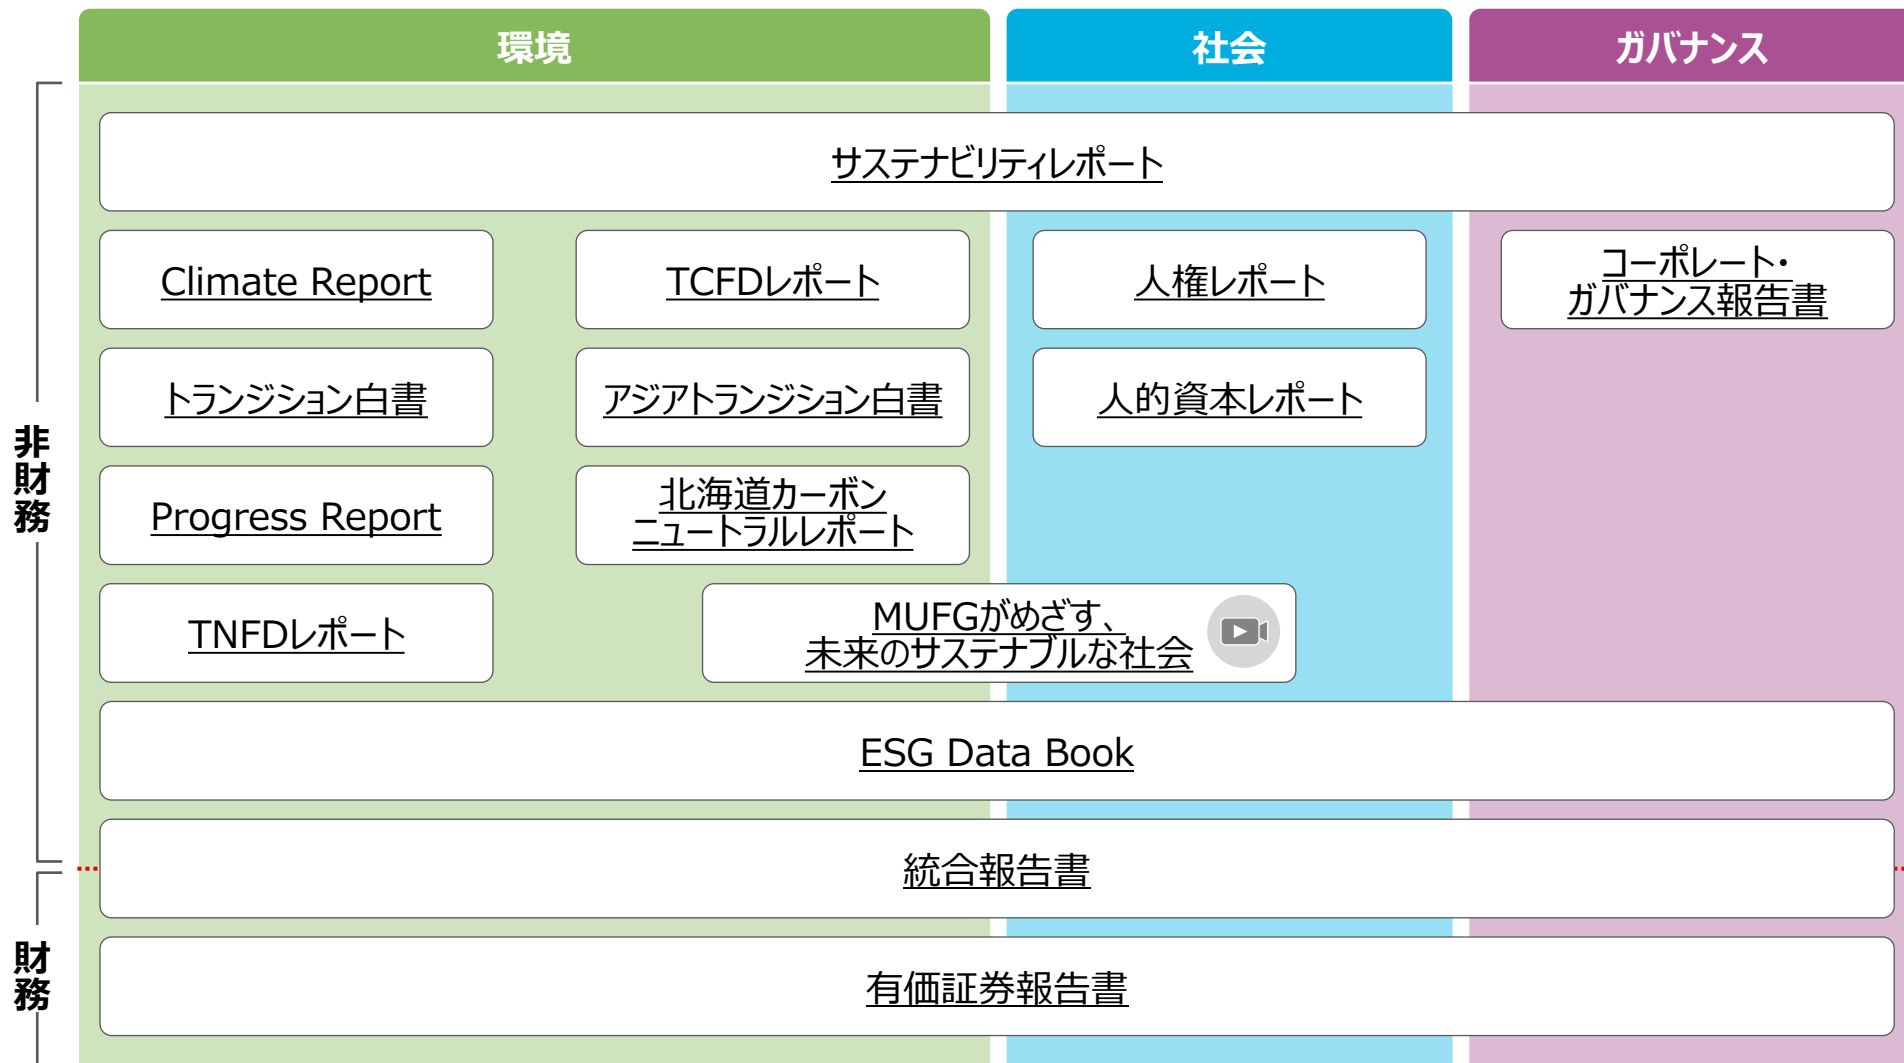 環境
社会
ガバナンス
サステナビリティレポート
Climate Report
TCFDレポート
人権レポート
コーポレート・
ガバナンス報告書
トランジション白書
アジアトランジション白書
人的資本レポート
非財務
Progress Report
北海道カーボン
ニュートラルレポート
TNFDレポート
MUFGがめざす、
未来のサステナブルな社会
ESG Data Book
統合報告書
財務
有価証券報告書